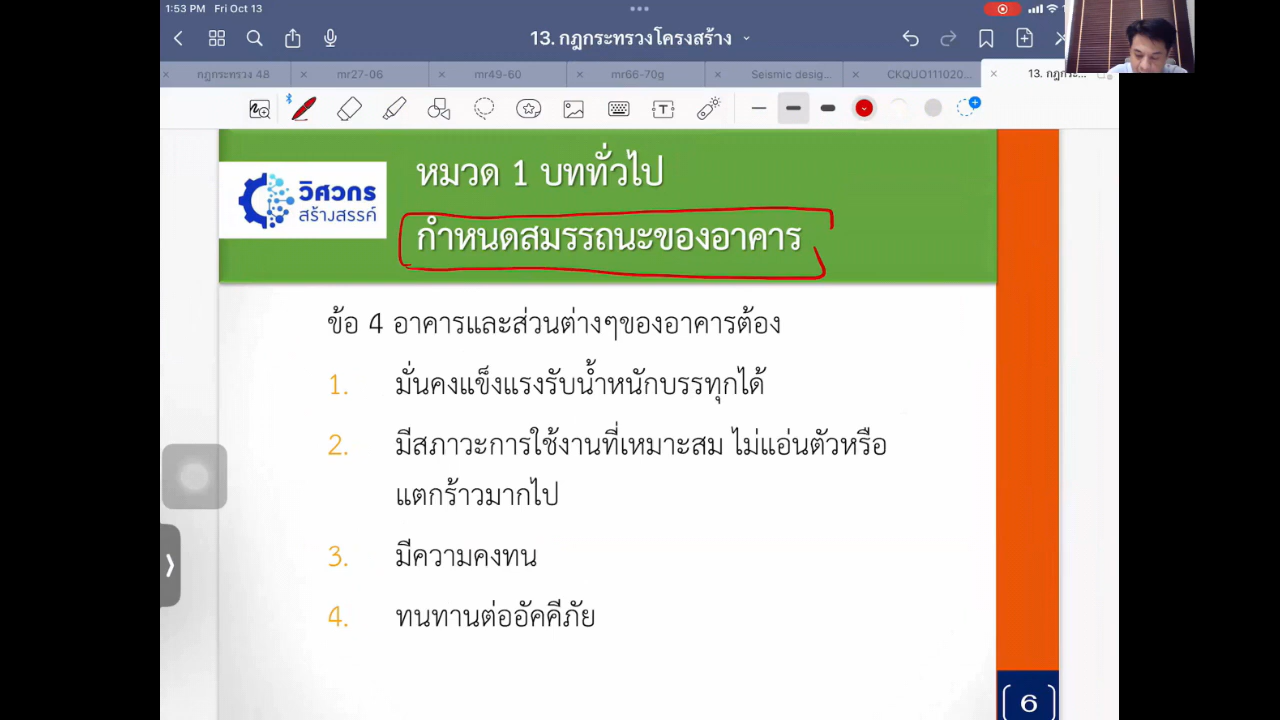 1:53 PM Fri Oct 13
13. กฎกระทรวงโครงสร้าง
กฎกระทรวง 48
mr27-06
mr49-60
mr66-70g
Seismic desig...
CKQUO111020...
13. กฎกร...
วิศวกร
สร้างสรรค์
หมวด 1 บททั่วไป
กำหนดสมรรถนะของอาคาร
ข้อ 4 อาคารและส่วนต่างๆของอาคารต้อง
1. มั่นคงแข็งแรงรับน้ำหนักบรรทุกได้
2. มีสภาวะการใช้งานที่เหมาะสม ไม่แอ่นตัวหรือ
แตกร้าวมากไป
3. มีความคงทน
4. ทนทานต่ออัคคีภัย
6